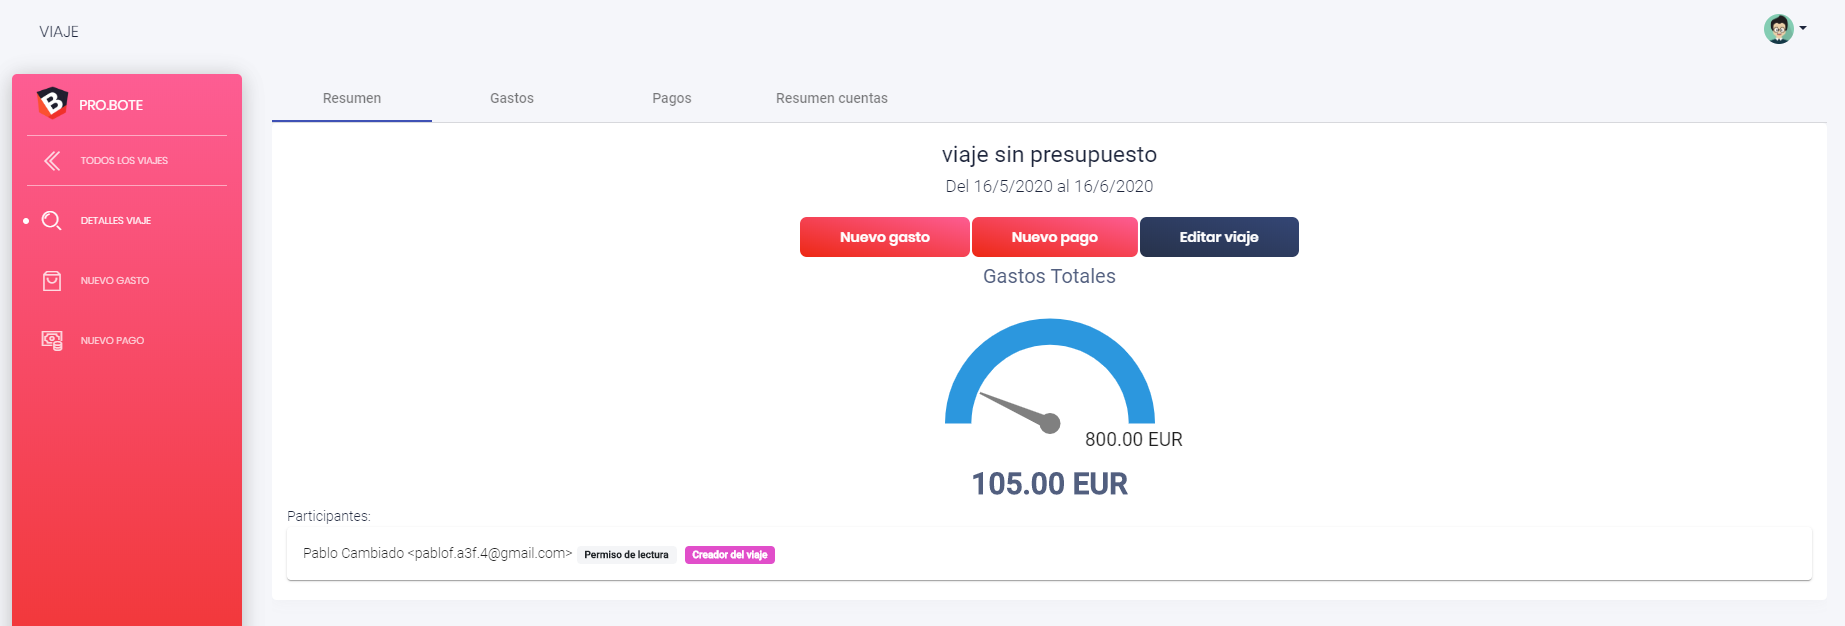 VIAJE
PRO.BOTE
TODOS LOS VIAJES
DETALLES VIAJE
NUEVO GASTO
NUEVO PAGO
Resumen Gastos Pagos Resumen cuentas
viaje sin presupuesto
Del 16/5/2020 al 16/6/2020
Nuevo gasto Nuevo pago Editar viaje
Gastos Totales
800.00 EUR
105.00 EUR
Participantes:
Pablo Cambiado <pablof.a3f.4@gmail.com> Permiso de lectura Creador del viaje